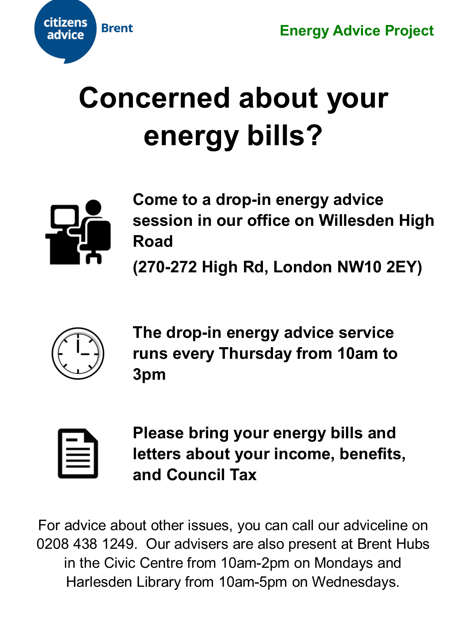 citizens
advice
Brent
Energy Advice Project
Concerned about your
energy bills?
Come to a drop-in energy advice
session in our office on Willesden High
Road
(270-272 High Rd, London NW10 2EY)
The drop-in energy advice service
runs every Thursday from 10am to
3pm
Please bring your energy bills and
letters about your income, benefits,
and Council Tax
For advice about other issues, you can call our adviceline on
0208 438 1249.  Our advisers are also present at Brent Hubs
in the Civic Centre from 10am-2pm on Mondays and
Harlesden Library from 10am-5pm on Wednesdays.